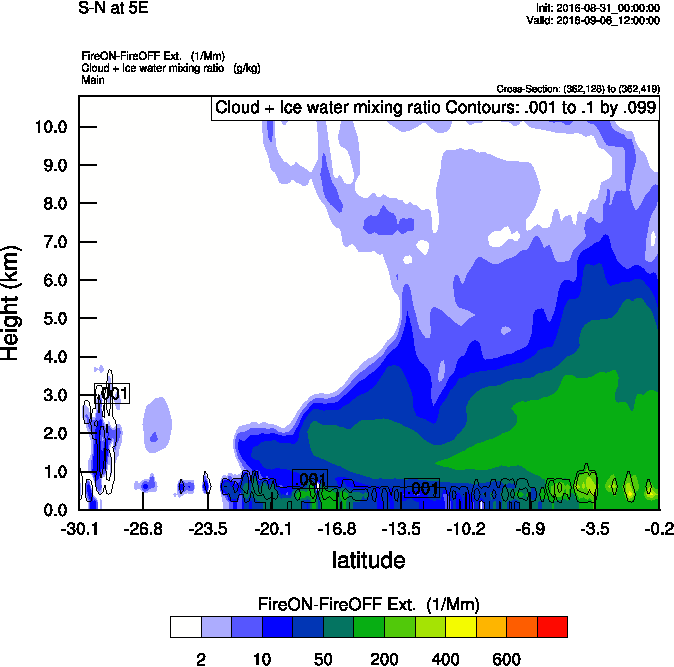 S-N at 5E
Init: 2016-08-31_00:00:00
Valid: 2016-09-06_12:00:00
FireON-FireOFF Ext. (1/Mm)
Cloud + Ice water mixing ratio (g/kg)
Main
Cross-Section: (362,128) to (362,419)
Cloud + Ice water mixing ratio Contours: .001 to .1 by .099
10.0
9.0
8.0
7.0
6.0
5.0
4.0
3.0
2.0
1.0
0.0
Height (km)
.001
.001
.001
-30.1 -26.8 -23.5 -20.1 -16.8 -13.5 -10.2 -6.9 -3.5 -0.2
latitude
FireON-FireOFF Ext. (1/Mm)
2 10 50 200 400 600